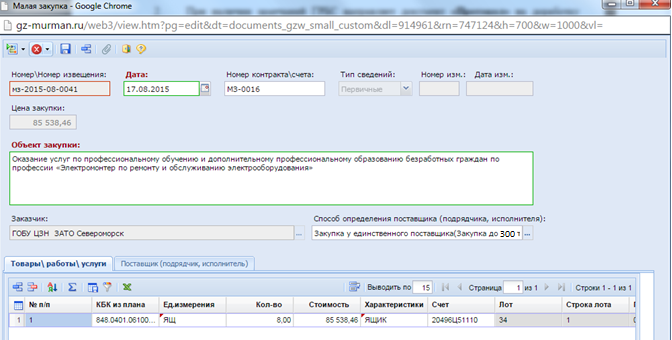 Малая закупка - Google Chrome
gz-murman.ru/web3/view.htm?pg=edit&dt=documents_gzw_small_custom&dl=914961&rn=747124&h=700&w=1000&vl=
Номер\Номер извещения: Дата: Номер контракта\счета: Тип сведений: Номер изм.: Дата изм.:
мз-2015-08-0041 17.08.2015 МЗ-0016 Первичные
Цена закупки:
85 538,46
Объект закупки:
Оказание услуг по профессиональному обучению и дополнительному профессиональному образованию безработных граждан по
профессии «Электромонтер по ремонту и обслуживанию электрооборудования»
Заказчик: Способ определения поставщика (подрядчика, исполнителя):
ГОБУ ЦЗН ЗАТО Североморск ... Закупка у единственного поставщика(Закупка до 300 т ...
Товары\ работы\ услуги Поставщик (подрядчик, исполнитель)
Выводить по 15 Страница 1 из 1 Строки 1 - 1 из 1
№ п/п КБК из плана Ед.измерения Кол-во Стоимость Характеристики Счет Лот Строка лота
1 1 848.0401.06100... ЯЩ 8,00 85 538,46 ЯЩИК 20496Ц51110 34 1